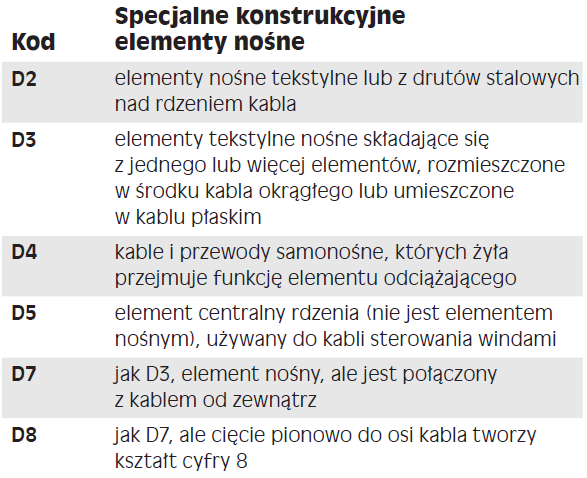 Kod
Specjalne konstrukcyjne
elementy nośne
D2
elementy nośne tekstylne lub z drutów stalowych
nad rdzeniem kabla
D3
elementy tekstylne nośne składające się
z jednego lub więcej elementów, rozmieszczone
w środku kabla okrągłego lub umieszczone
w kablu płaskim
D4
kable i przewody samonośne, których żyła
przejmuje funkcję elementu odciążającego
D5
element centralny rdzenia (nie jest elementem
nośnym), używany do kabli sterowania windami
D7
jak D3, element nośny, ale jest połączony
z kablem od zewnątrz
D8
jak D7, ale cięcie pionowo do osi kabla tworzy
kształt cyfry 8